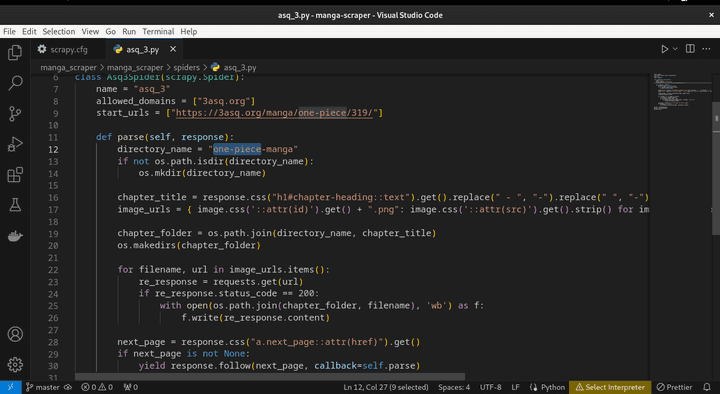 asq_3.py - manga-scraper - Visual Studio Code
File Edit Selection View Go Run Terminal Help
scrapy.cfg asq_3.py
manga_scraper > manga_scraper > spiders > asq_3.py
6 class Asq3Spider(scrapy.Spider):
7 name = "asq_3"
8 allowed_domains = ["3asq.org"]
9 start_urls = ["https://3asq.org/manga/one-piece/319/"]
10
11 def parse(self, response):
12 directory_name = "one-piece-manga"
13 if not os.path.isdir(directory_name):
14 os.mkdir(directory_name)
15
16 chapter_title = response.css("h1#chapter-heading::text").get().replace(" - ", "-").replace(" ", "-")
17 image_urls = { image.css('::attr(id)').get() + ".png": image.css('::attr(src)').get().strip() for im
18
19 chapter_folder = os.path.join(directory_name, chapter_title)
20 os.makedirs(chapter_folder)
21
22 for filename, url in image_urls.items():
23 re_response = requests.get(url)
24 if re_response.status_code == 200:
25 with open(os.path.join(chapter_folder, filename), 'wb') as f:
26 f.write(re_response.content)
27
28 next_page = response.css("a.next_page::attr(href)").get()
29 if next_page is not None:
30 yield response.follow(next_page, callback=self.parse)
31
master 0 0 0 Ln 12, Col 27 (9 selected) Spaces: 4 UTF-8 LF Python Select Interpreter Prettier